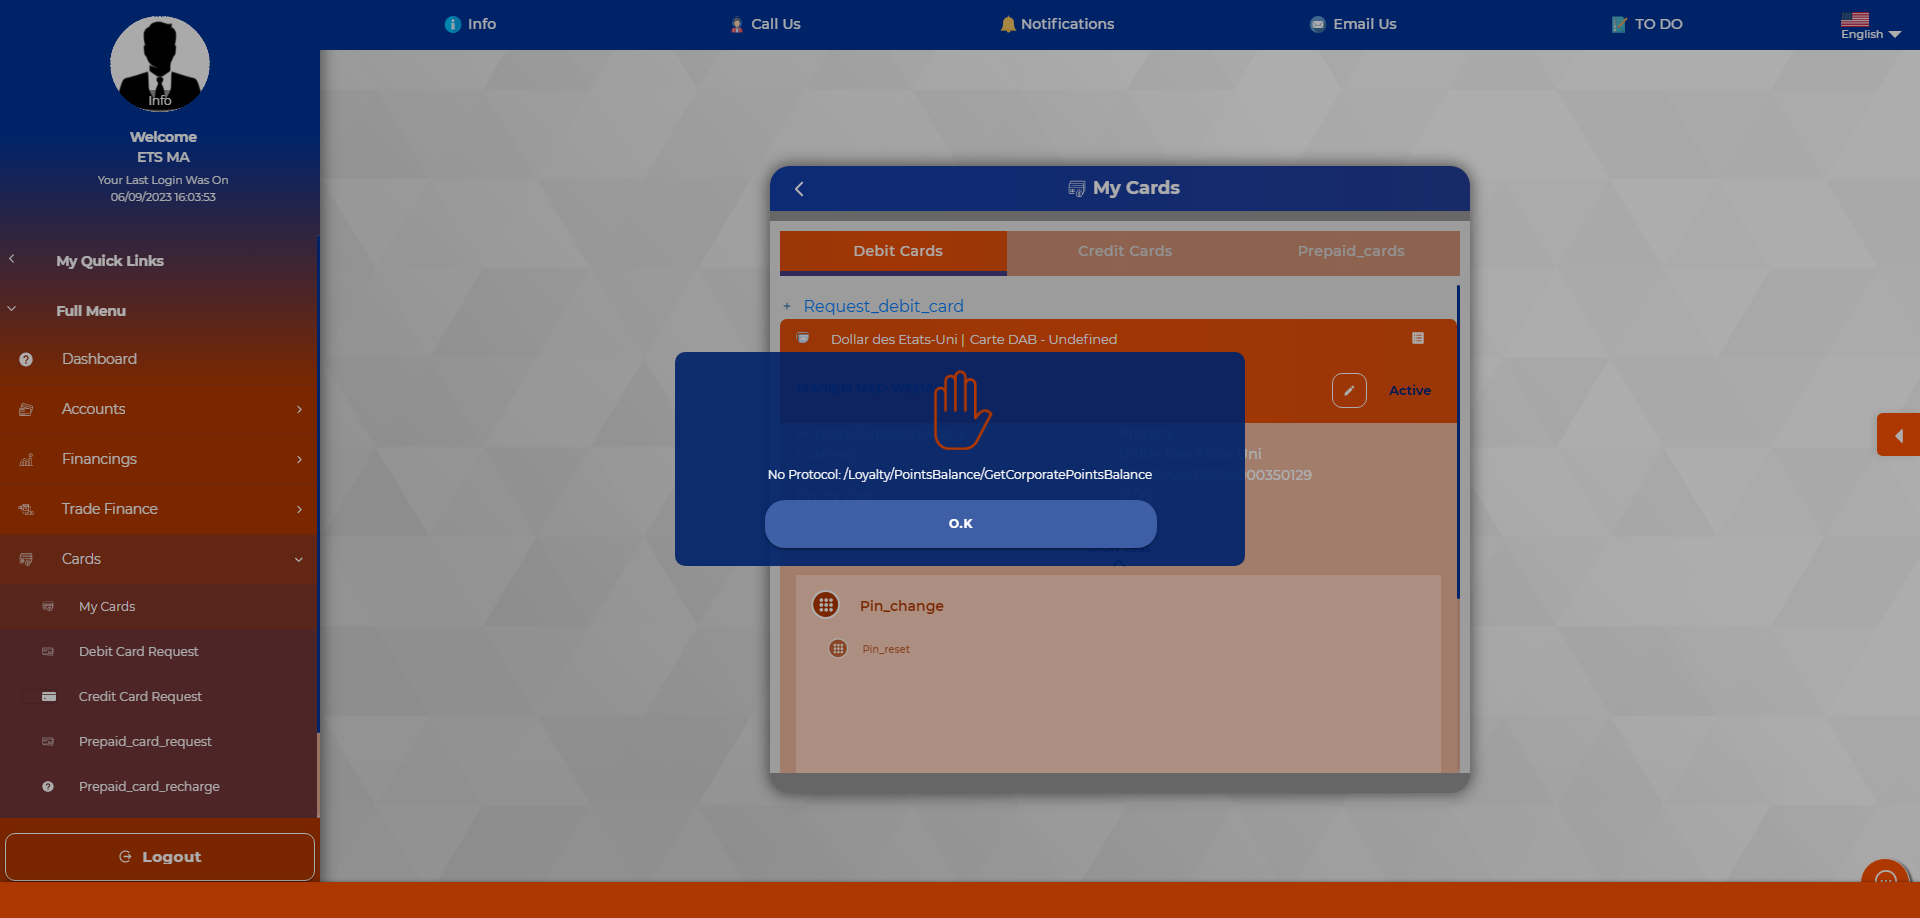 Info
Call Us
Notifications
Email Us
TO DO
English
Info
Welcome
ETS MA
Your Last Login Was On
06/09/2023 16:03:53
My Quick Links
Full Menu
Dashboard
Accounts
Financings
Trade Finance
Cards
My Cards
Debit Card Request
Credit Card Request
Prepaid_card_request
Prepaid_card_recharge
Logout
My Cards
Debit Cards
Credit Cards
Prepaid_cards
+ Request_debit_card
Dollar des Etats-Uni | Carte DAB - Undefined
Active
No Protocol: /Loyalty/PointsBalance/GetCorporatePointsBalance
O.K
Pin_change
Pin_reset